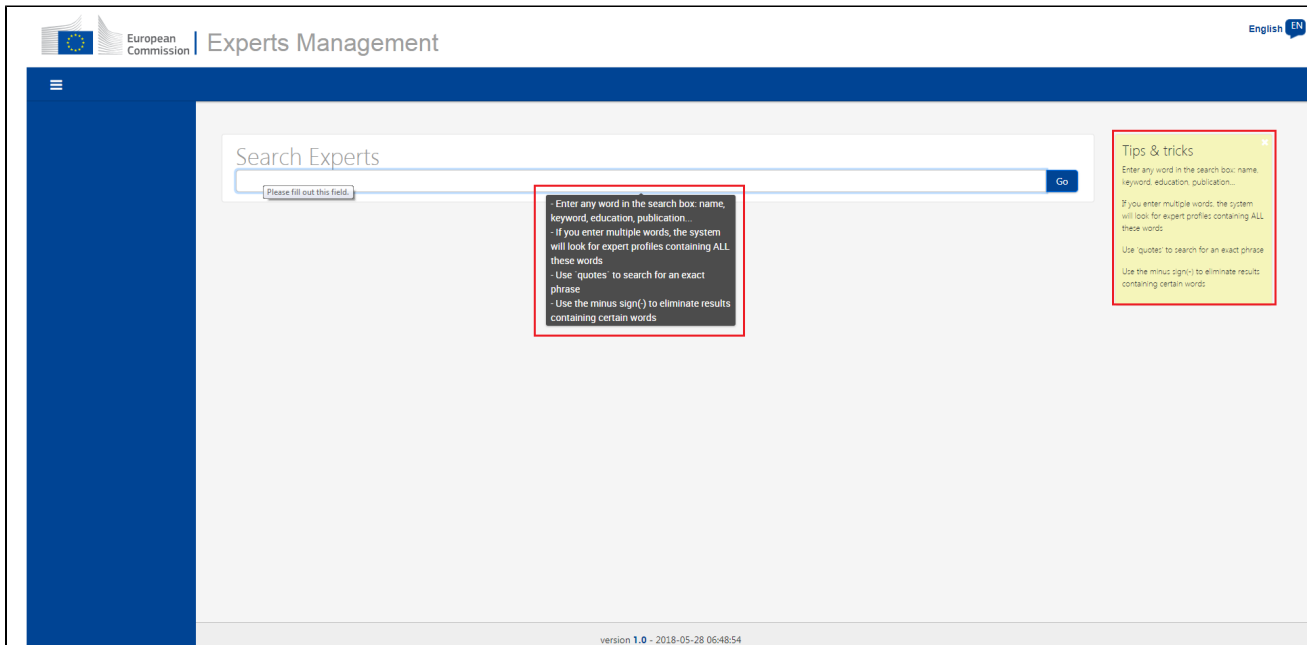 European
Commission
Experts Management
English EN
Search Experts
Please fill out this field.
Go
- Enter any word in the search box: name,
keyword, education, publication...
- If you enter multiple words, the system
will look for expert profiles containing ALL
these words
- Use `quotes` to search for an exact
phrase
- Use the minus sign(-) to eliminate results
containing certain words
Tips & tricks
Enter any word in the search box: name,
keyword, education, publication...
If you enter multiple words, the system
will look for expert profiles containing ALL
these words
Use 'quotes' to search for an exact phrase
Use the minus sign(-) to eliminate results
containing certain words
version 1.0 - 2018-05-28 06:48:54